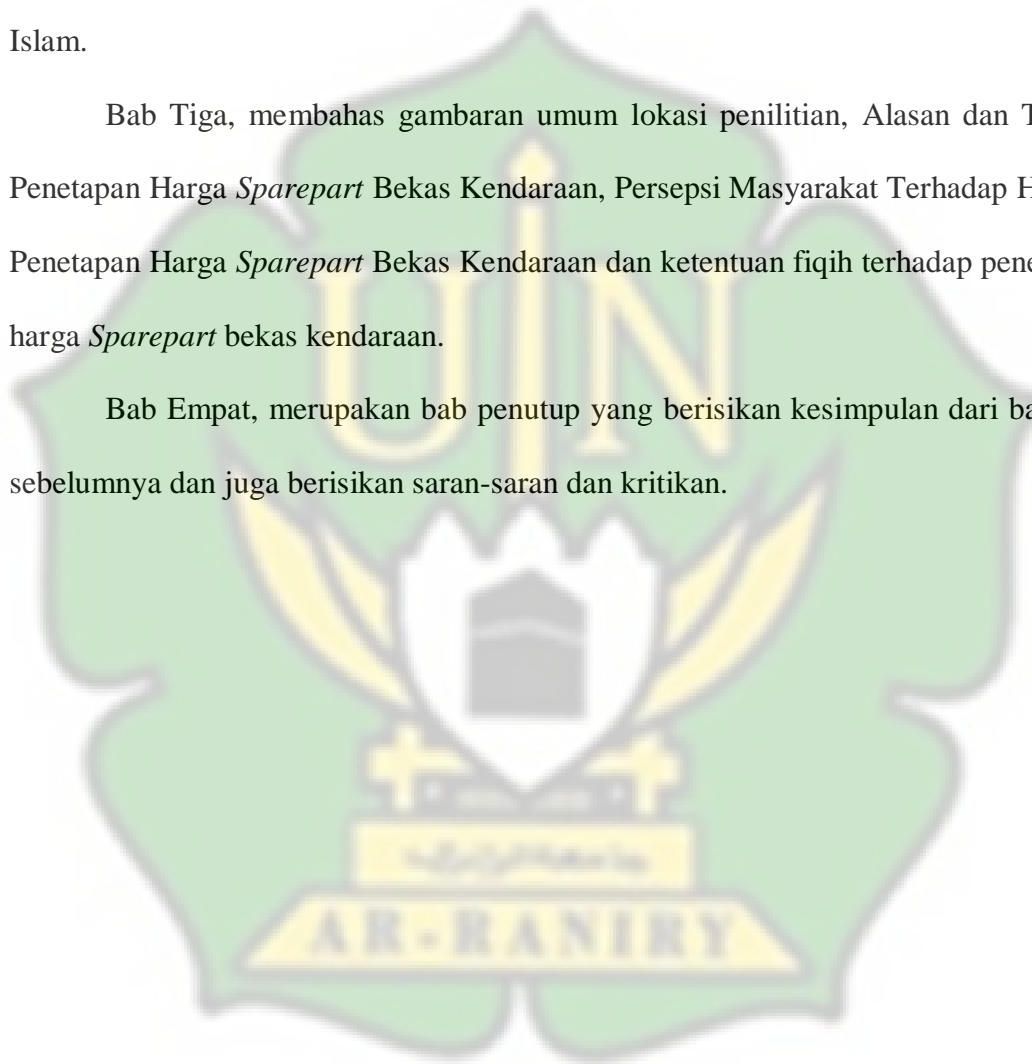 Islam.
Bab Tiga, membahas gambaran umum lokasi penilitian, Alasan dan T
Penetapan Harga Sparepart Bekas Kendaraan, Persepsi Masyarakat Terhadap H
Penetapan Harga Sparepart Bekas Kendaraan dan ketentuan fiqih terhadap pene
harga Sparepart bekas kendaraan.
Bab Empat, merupakan bab penutup yang berisikan kesimpulan dari ba
sebelumnya dan juga berisikan saran-saran dan kritikan.
UIN
AR-RANIRY